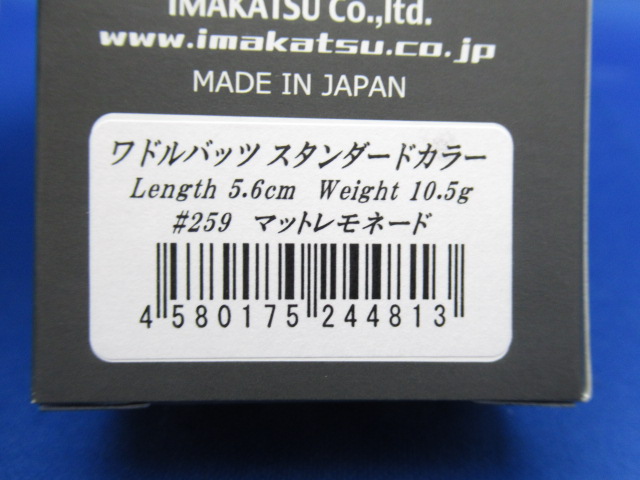 IMAKATSU Co.,ltd.
www.imakatsu.co.jp
MADE IN JAPAN
ワドルバッツ スタンダードカラー
Length 5.6cm Weight 10.5g
#259 マットレモネード
4 580175 244813